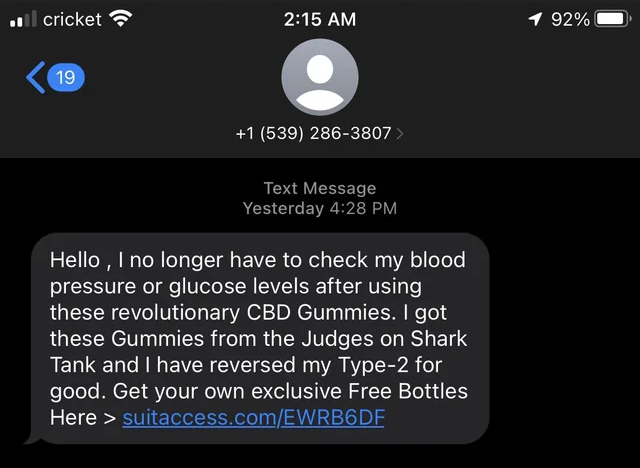 cricket 2:15 AM 92%
19
+1 (539) 286-3807
Text Message
Yesterday 4:28 PM
Hello , I no longer have to check my blood
pressure or glucose levels after using
these revolutionary CBD Gummies. I got
these Gummies from the Judges on Shark
Tank and I have reversed my Type-2 for
good. Get your own exclusive Free Bottles
Here > suitaccess.com/EWRB6DF